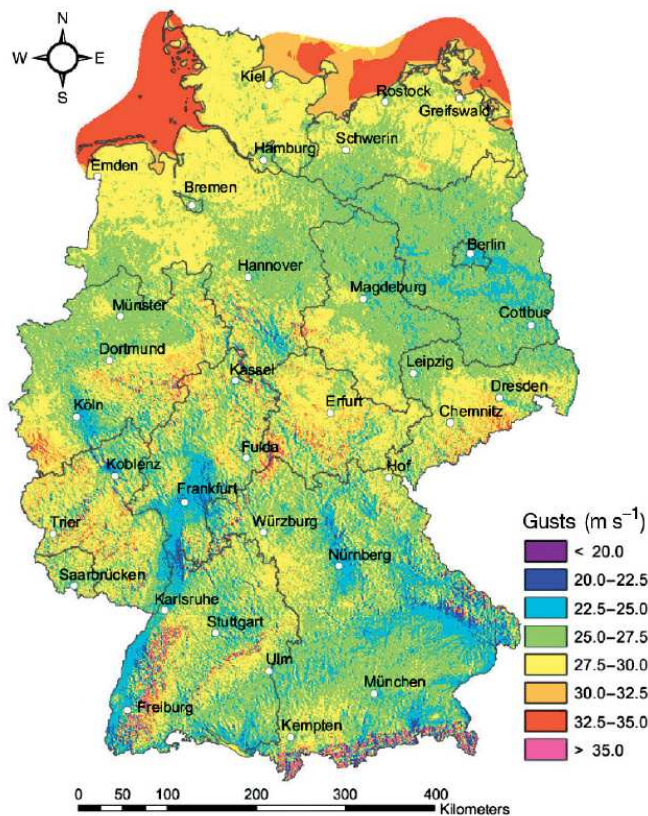 N
W E
S
Kiel
Rostock
Greifswald
Schwerin
Hamburg
Emden
Bremen
Berlin
Hannover
Magdeburg
Münster
Cottbus
Dortmund
Leipzig
Kassel
Dresden
Köln
Erfurt
Chemnitz
Fulda
Koblenz
Hof
Frankfurt
Trier
Würzburg
Nürnberg
Saarbrücken
Karlsruhe
Stuttgart
Ulm
München
Freiburg
Kempten
Gusts (m s⁻¹)
< 20.0
20.0–22.5
22.5–25.0
25.0–27.5
27.5–30.0
30.0–32.5
32.5–35.0
> 35.0
0 50 100 200 300 400
Kilometers